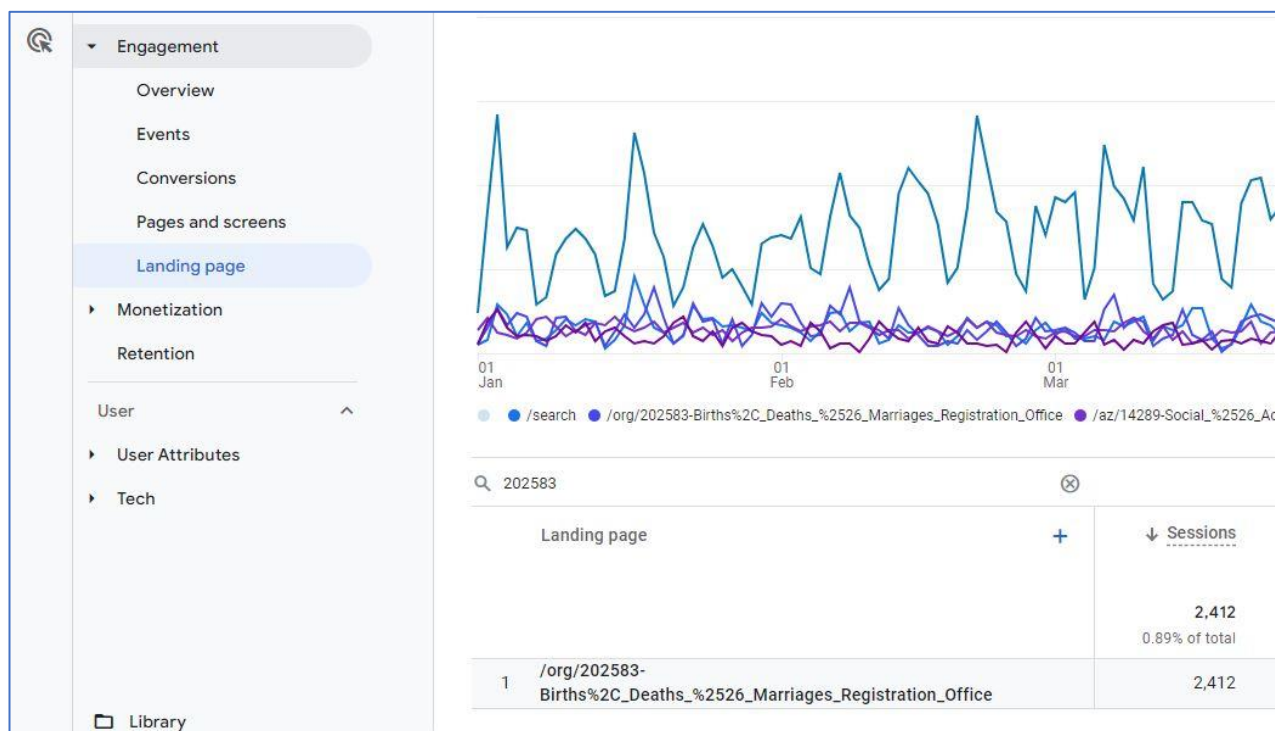 Engagement
Overview
Events
Conversions
Pages and screens
Landing page
Monetization
Retention
User
User Attributes
Tech
Library
01
Jan
01
Feb
01
Mar
/search
/org/202583-Births%2C_Deaths_%2526_Marriages_Registration_Office
/az/14289-Social_%2526_Ac
202583
Landing page
+
Sessions
2,412
0.89% of total
1
/org/202583-
Births%2C_Deaths_%2526_Marriages_Registration_Office
2,412